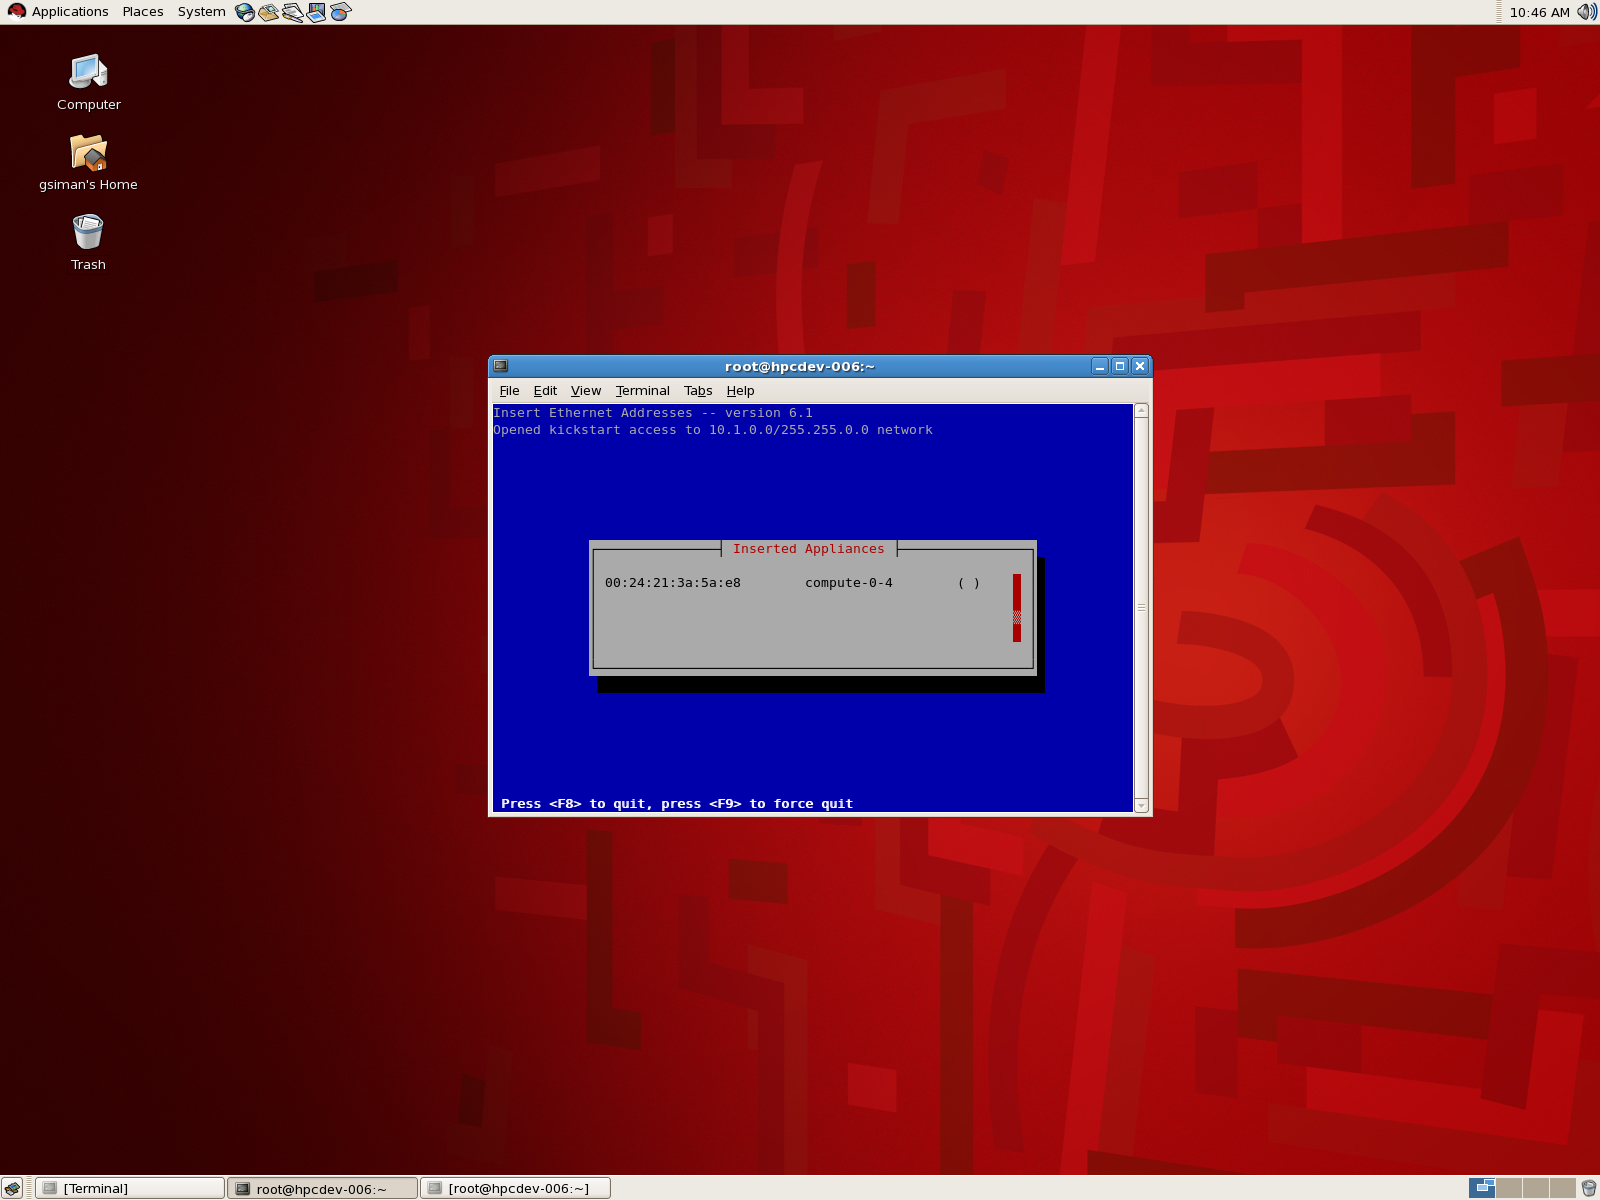 Applications Places System
10:46 AM
Computer
gsiman's Home
Trash
root@hpcdev-006:~
File Edit View Terminal Tabs Help
Insert Ethernet Addresses -- version 6.1
Opened kickstart access to 10.1.0.0/255.255.0.0 network
Inserted Appliances
00:24:21:3a:5a:e8 compute-0-4 ( )
Press <F8> to quit, press <F9> to force quit
[Terminal]
root@hpcdev-006:~
[root@hpcdev-006:~]